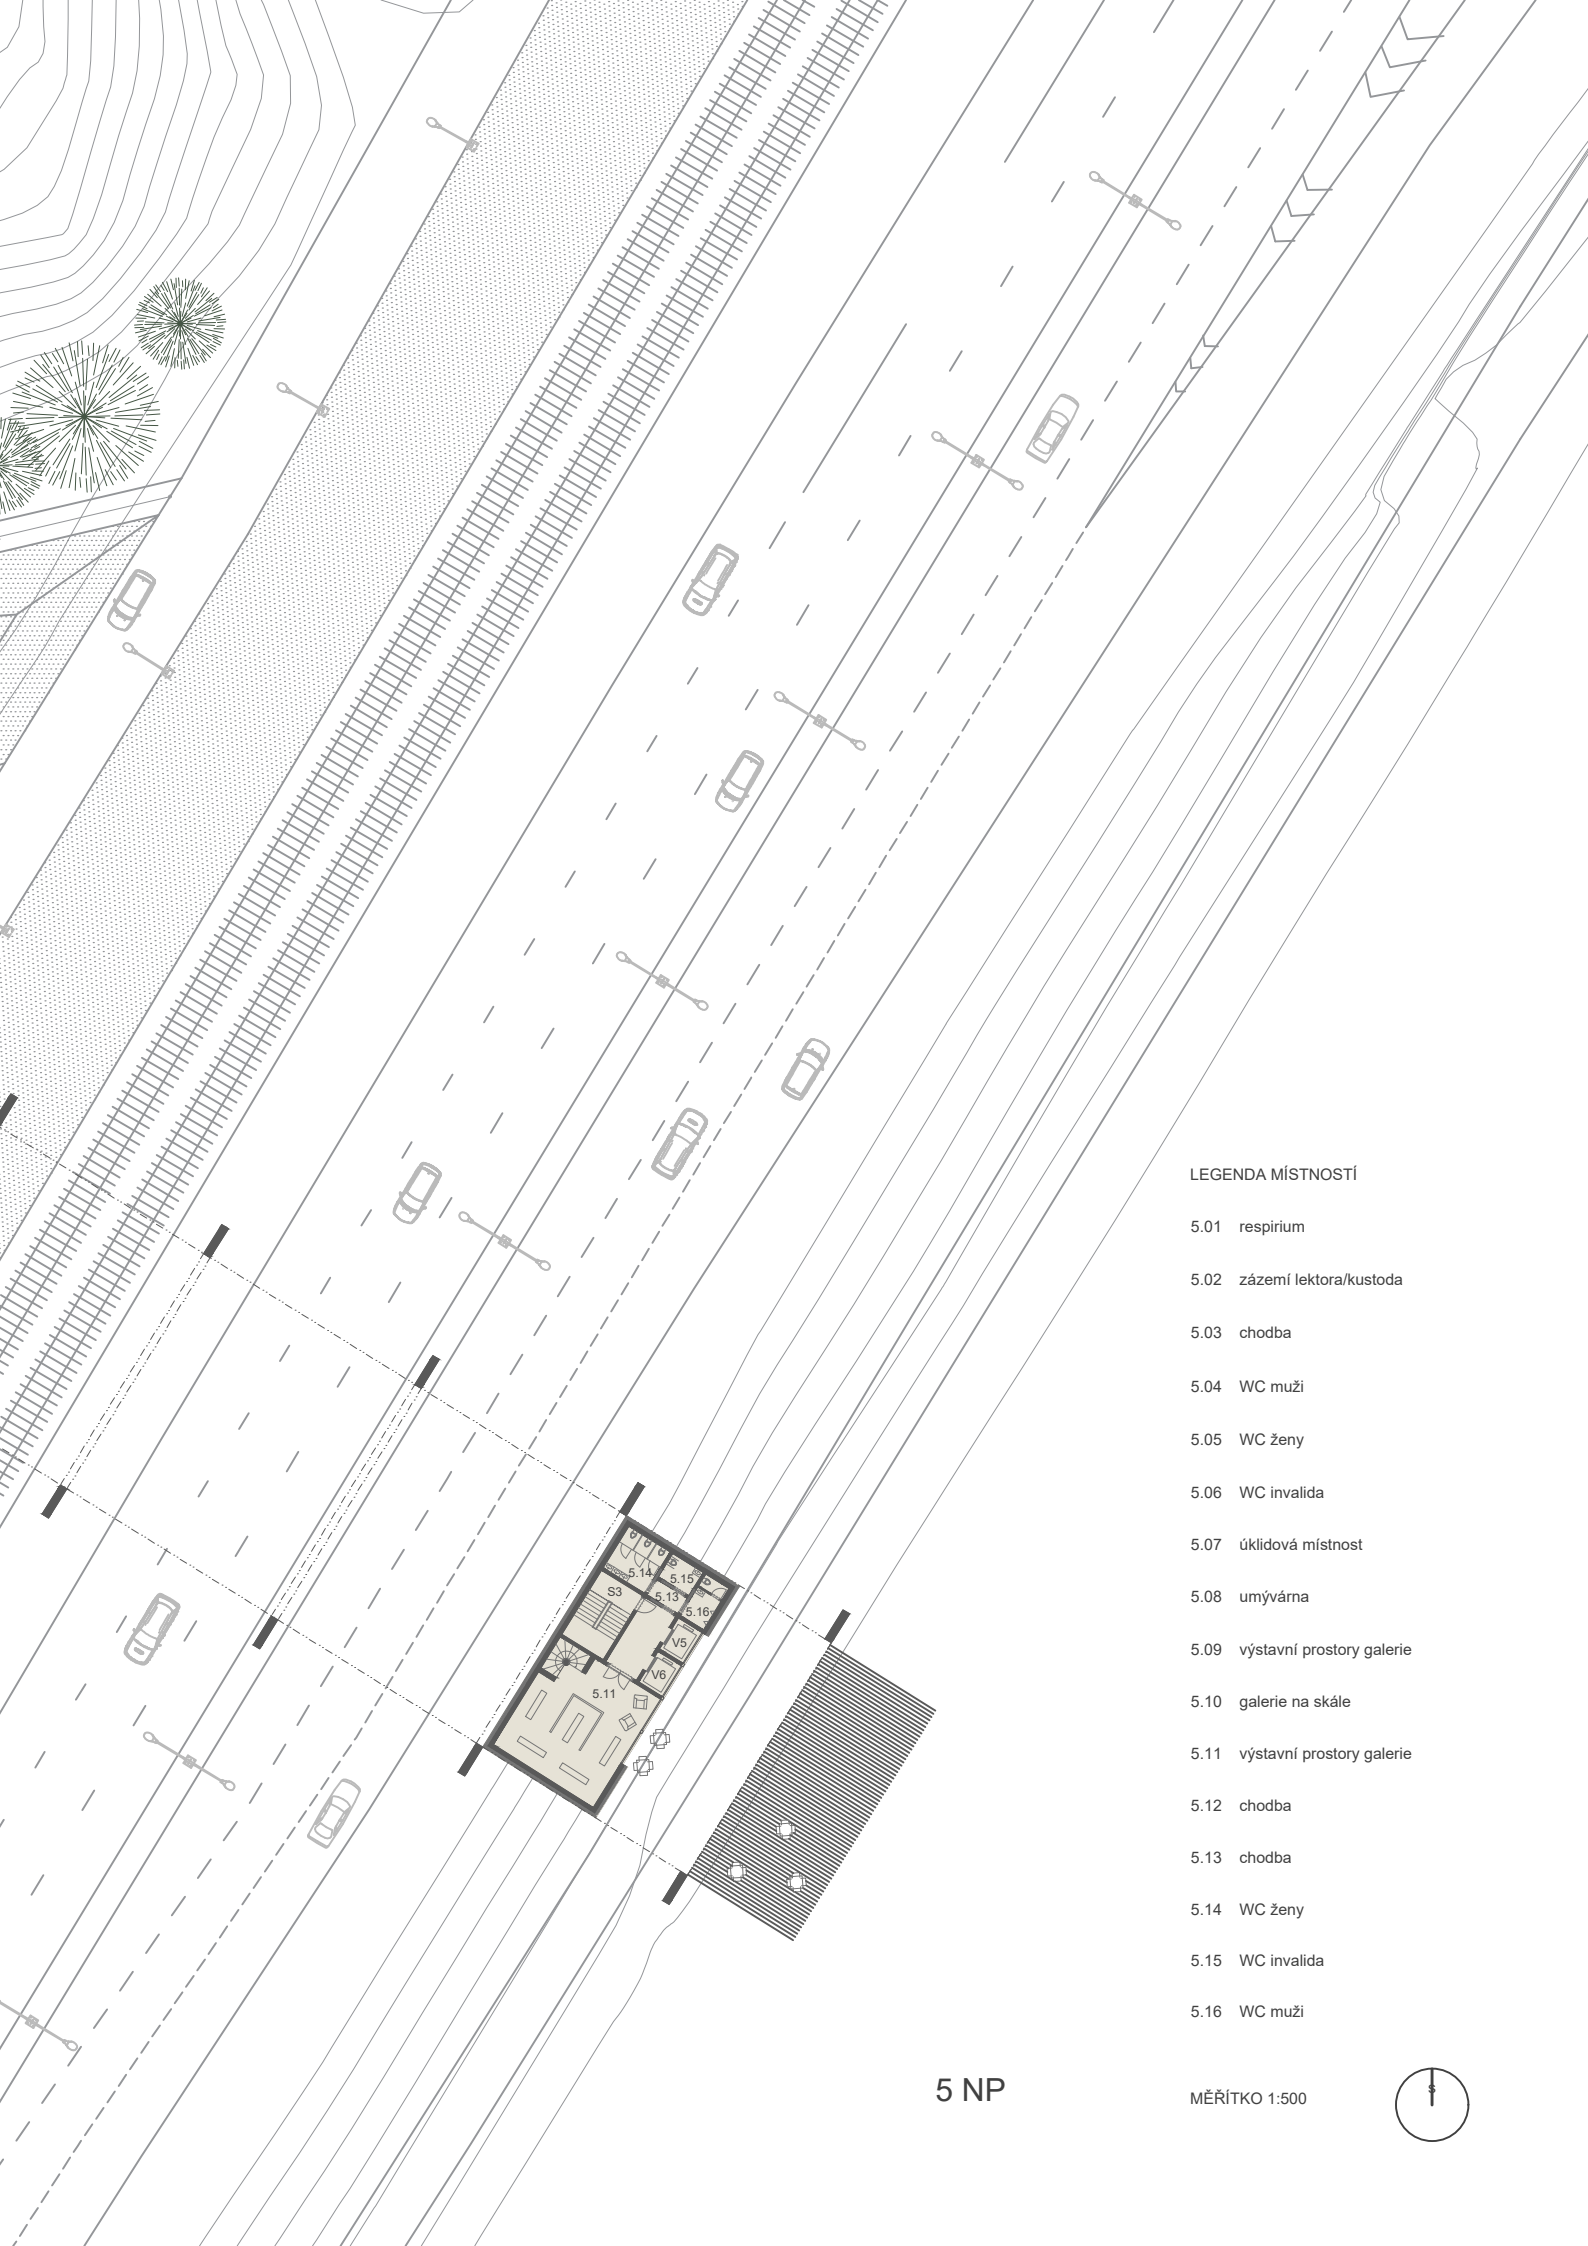 5.14
5.15
S3
5.13
5.16
V5
V6
5.11
LEGENDA MÍSTNOSTÍ
5.01 respirium
5.02 zázemí lektora/kustoda
5.03 chodba
5.04 WC muži
5.05 WC ženy
5.06 WC invalida
5.07 úklidová místnost
5.08 umývárna
5.09 výstavní prostory galerie
5.10 galerie na skále
5.11 výstavní prostory galerie
5.12 chodba
5.13 chodba
5.14 WC ženy
5.15 WC invalida
5.16 WC muži
5 NP
MĚŘÍTKO 1:500
S